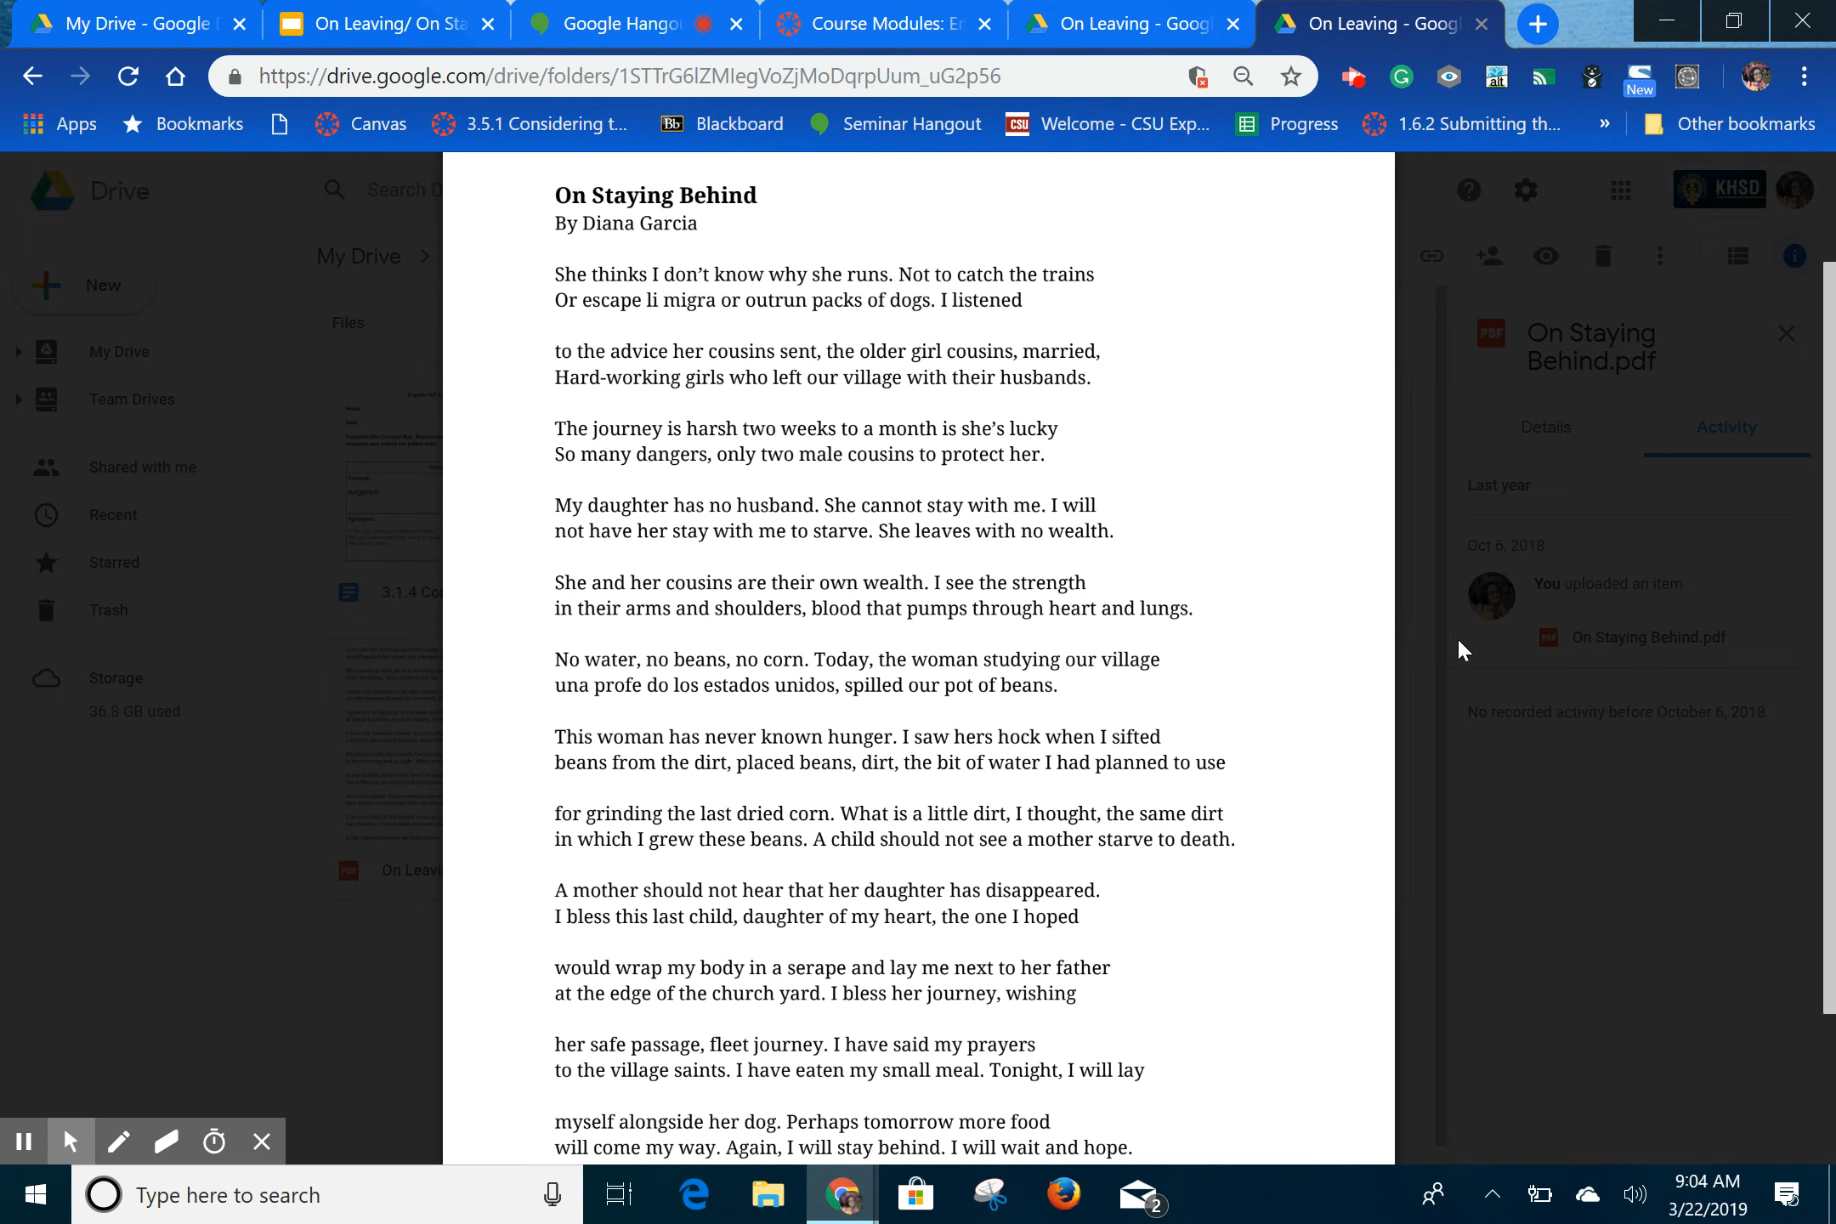 My Drive - Google
On Leaving/ On Sta
Google Hangou
Course Modules: En
On Leaving - Googl
On Leaving - Googl
https://drive.google.com/drive/folders/1STTrG6lZMIegVoZjMoDqrpUum_uG2p56
New
Apps
Bookmarks
Canvas
3.5.1 Considering t...
Bb Blackboard
Seminar Hangout
CSU Welcome - CSU Exp...
Progress
1.6.2 Submitting th...
»
Other bookmarks
Drive
Search D
KHSD
My Drive
New
Files
My Drive
Team Drives
Shared with me
Recent
Starred
Trash
Storage
36.8 GB used
3.1.4 Co
PDF On Leavi
On Staying Behind
By Diana Garcia
She thinks I don’t know why she runs. Not to catch the trains
Or escape li migra or outrun packs of dogs. I listened
to the advice her cousins sent, the older girl cousins, married,
Hard-working girls who left our village with their husbands.
The journey is harsh two weeks to a month is she’s lucky
So many dangers, only two male cousins to protect her.
My daughter has no husband. She cannot stay with me. I will
not have her stay with me to starve. She leaves with no wealth.
She and her cousins are their own wealth. I see the strength
in their arms and shoulders, blood that pumps through heart and lungs.
No water, no beans, no corn. Today, the woman studying our village
una profe do los estados unidos, spilled our pot of beans.
This woman has never known hunger. I saw hers hock when I sifted
beans from the dirt, placed beans, dirt, the bit of water I had planned to use
for grinding the last dried corn. What is a little dirt, I thought, the same dirt
in which I grew these beans. A child should not see a mother starve to death.
A mother should not hear that her daughter has disappeared.
I bless this last child, daughter of my heart, the one I hoped
would wrap my body in a serape and lay me next to her father
at the edge of the church yard. I bless her journey, wishing
her safe passage, fleet journey. I have said my prayers
to the village saints. I have eaten my small meal. Tonight, I will lay
myself alongside her dog. Perhaps tomorrow more food
will come my way. Again, I will stay behind. I will wait and hope.
PDF
On Staying
Behind.pdf
Details
Activity
Last year
Oct 6, 2018
You uploaded an item
PDF On Staying Behind.pdf
No recorded activity before October 6, 2018
Type here to search
2
9:04 AM
3/22/2019